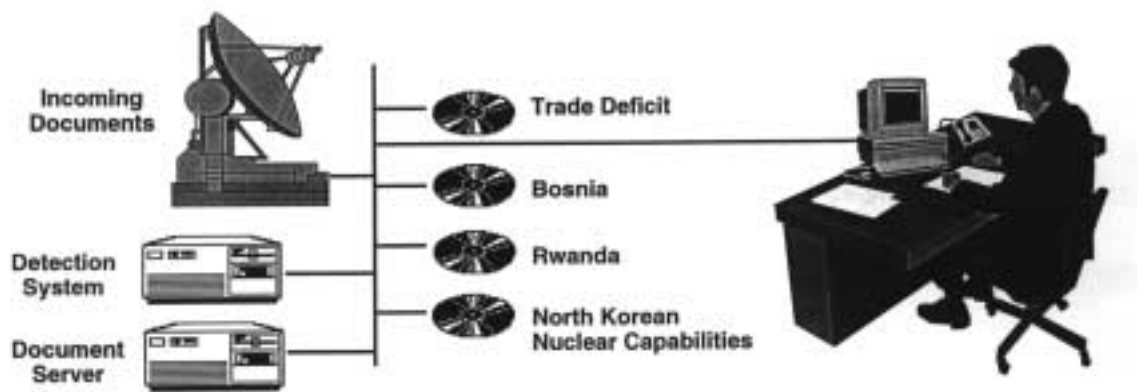 Incoming
Documents
Trade Deficit
Bosnia
Detection
System
Rwanda
Document
Server
North Korean
Nuclear Capabilities